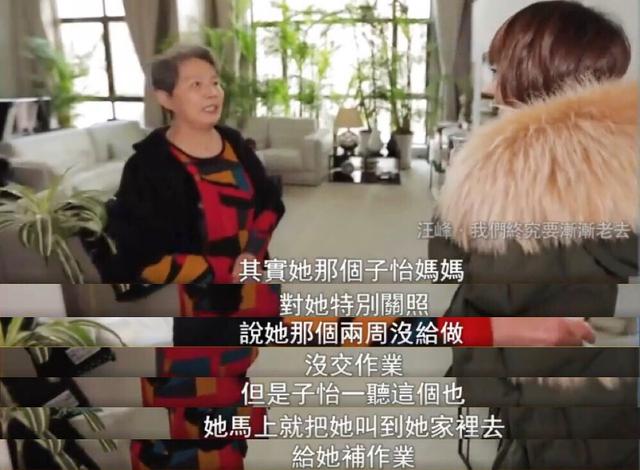 汪峰·我們終究要漸漸老去
其實她那個子怡媽媽
對她特別關照
說她那個兩周沒給做
沒交作業
但是子怡一聽這個也
她馬上就把她叫到她家裡去
給她補作業